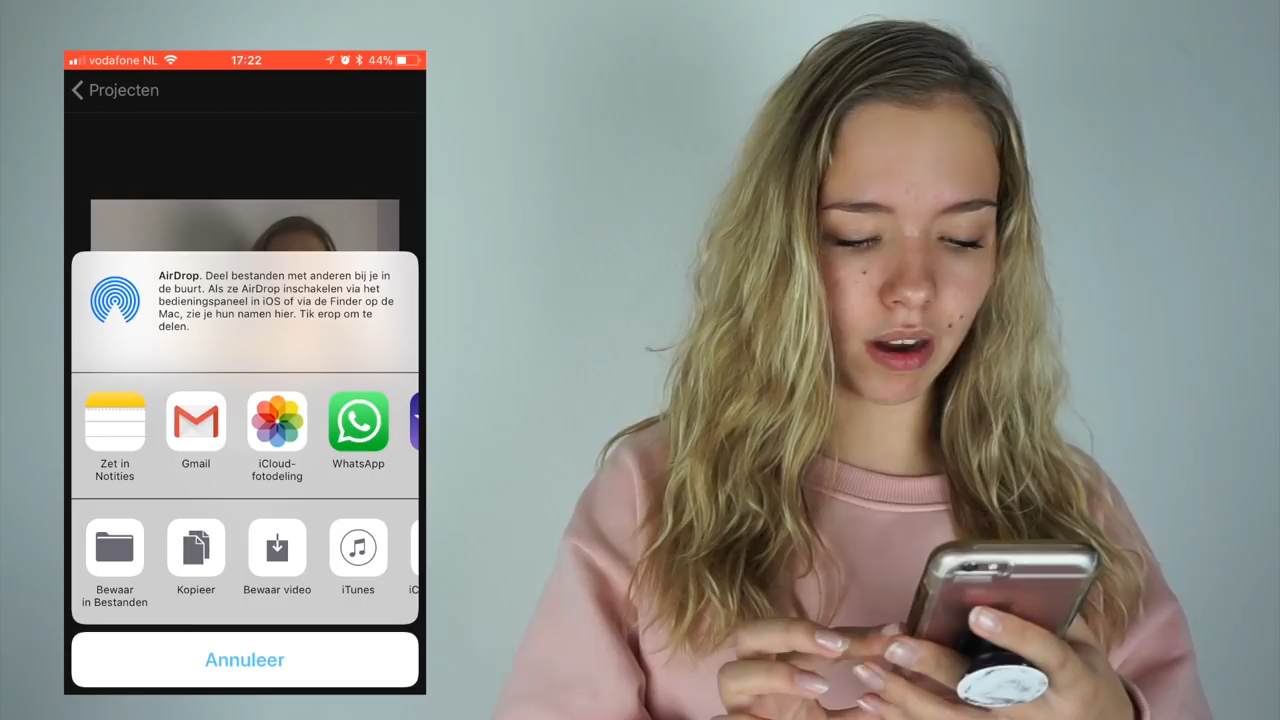 vodafone NL 17:22 44%
Projecten
AirDrop. Deel bestanden met anderen bij je in
de buurt. Als ze AirDrop inschakelen via het
bedieningspaneel in iOS of via de Finder op de
Mac, zie je hun namen hier. Tik erop om te
delen.
Zet in
Notities
Gmail
iCloud-
fotodeling
WhatsApp
Bewaar
in Bestanden
Kopieer
Bewaar video
iTunes
Annuleer